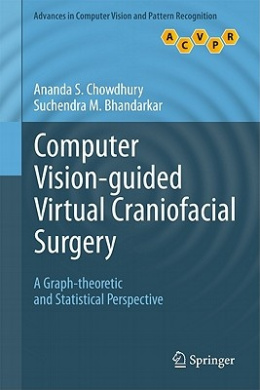 Advances in Computer Vision and Pattern Recognition
A C V P R
Ananda S. Chowdhury
Suchendra M. Bhandarkar
Computer
Vision-guided
Virtual Craniofacial
Surgery
A Graph-theoretic
and Statistical Perspective
Springer